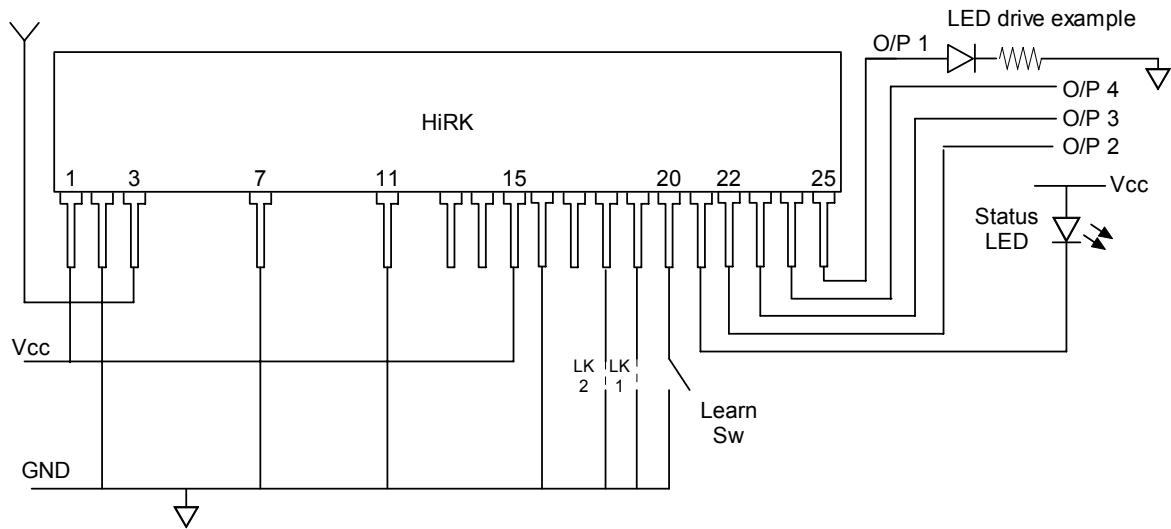 LED drive example
O/P 1
O/P 4
O/P 3
O/P 2
HiRK
1
3
7
11
15
20
22
25
Vcc
Status
LED
Vcc
LK
2
LK
1
Learn
Sw
GND